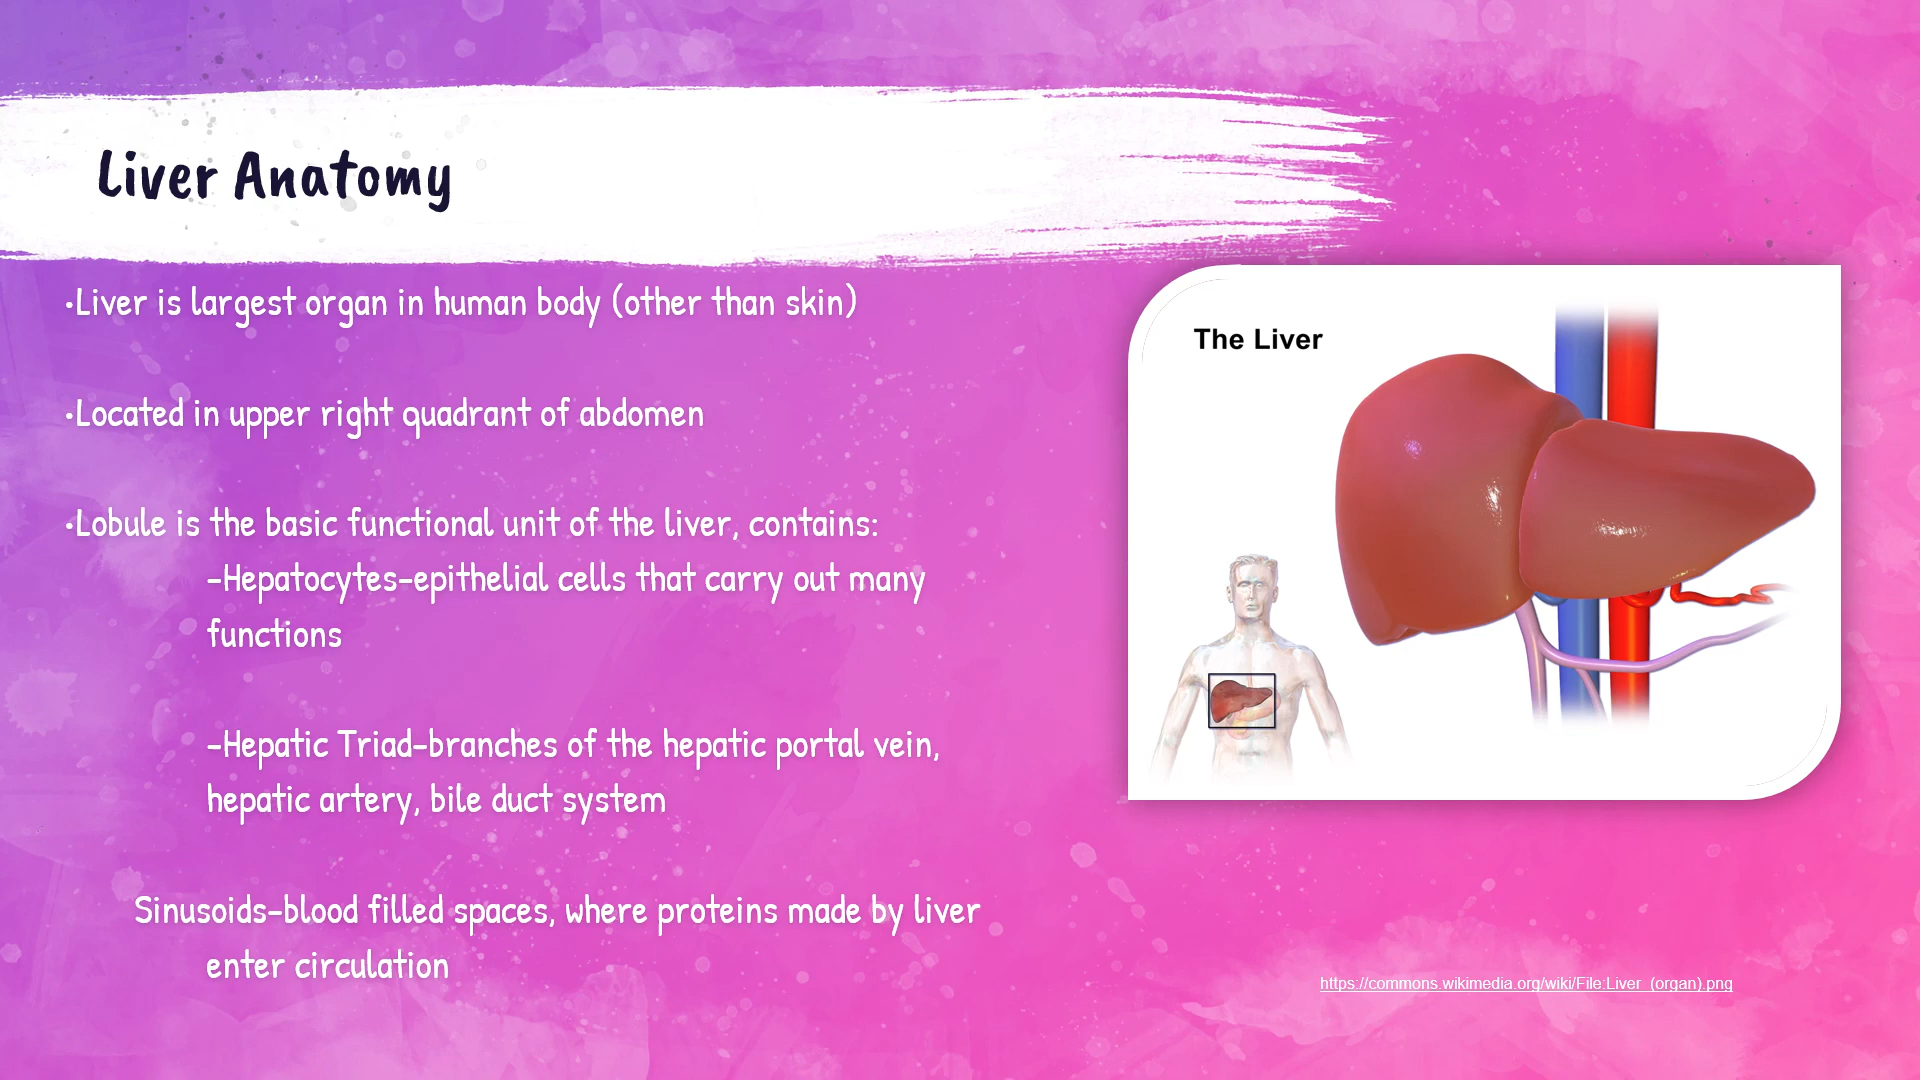 Liver Anatomy
•Liver is largest organ in human body (other than skin)
•Located in upper right quadrant of abdomen
•Lobule is the basic functional unit of the liver, contains:
-Hepatocytes-epithelial cells that carry out many
functions
-Hepatic Triad-branches of the hepatic portal vein,
hepatic artery, bile duct system
Sinusoids-blood filled spaces, where proteins made by liver
enter circulation
The Liver
https://commons.wikimedia.org/wiki/File:Liver_(organ).png